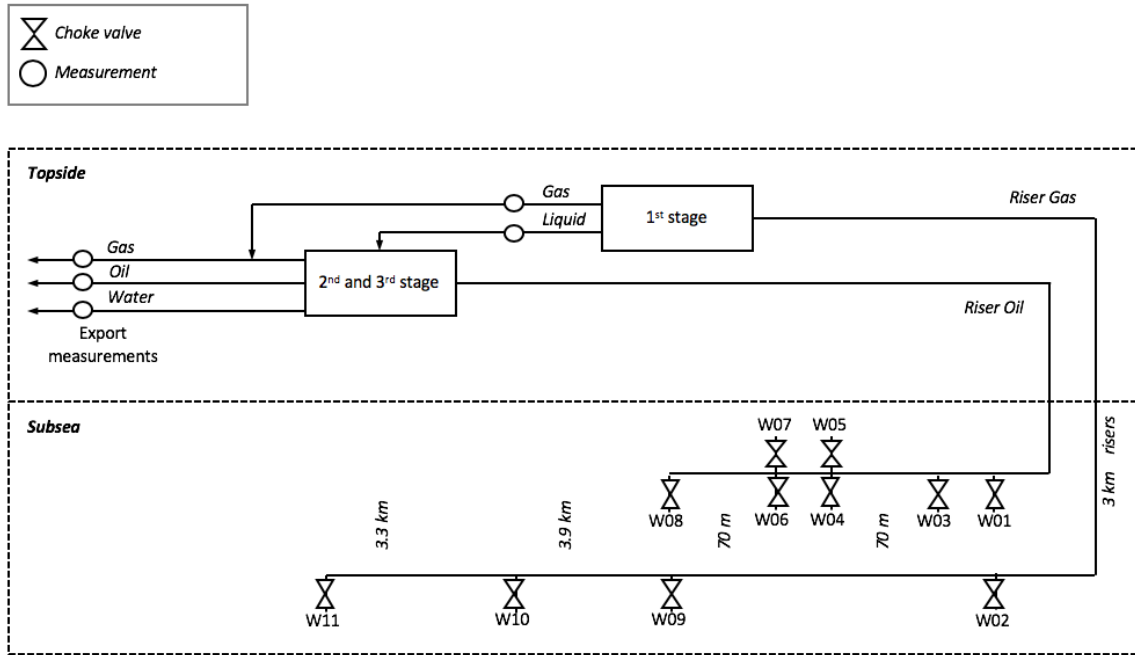 Choke valve
Measurement
Topside
Gas
1st stage
Riser Gas
Liquid
Gas
Oil
2nd and 3rd stage
Water
Riser Oil
Export
measurements
Subsea
W07 W05
3 km risers
W08 W06 W04 W03 W01
3.3 km
3.9 km
70 m
70 m
W11 W10 W09 W02